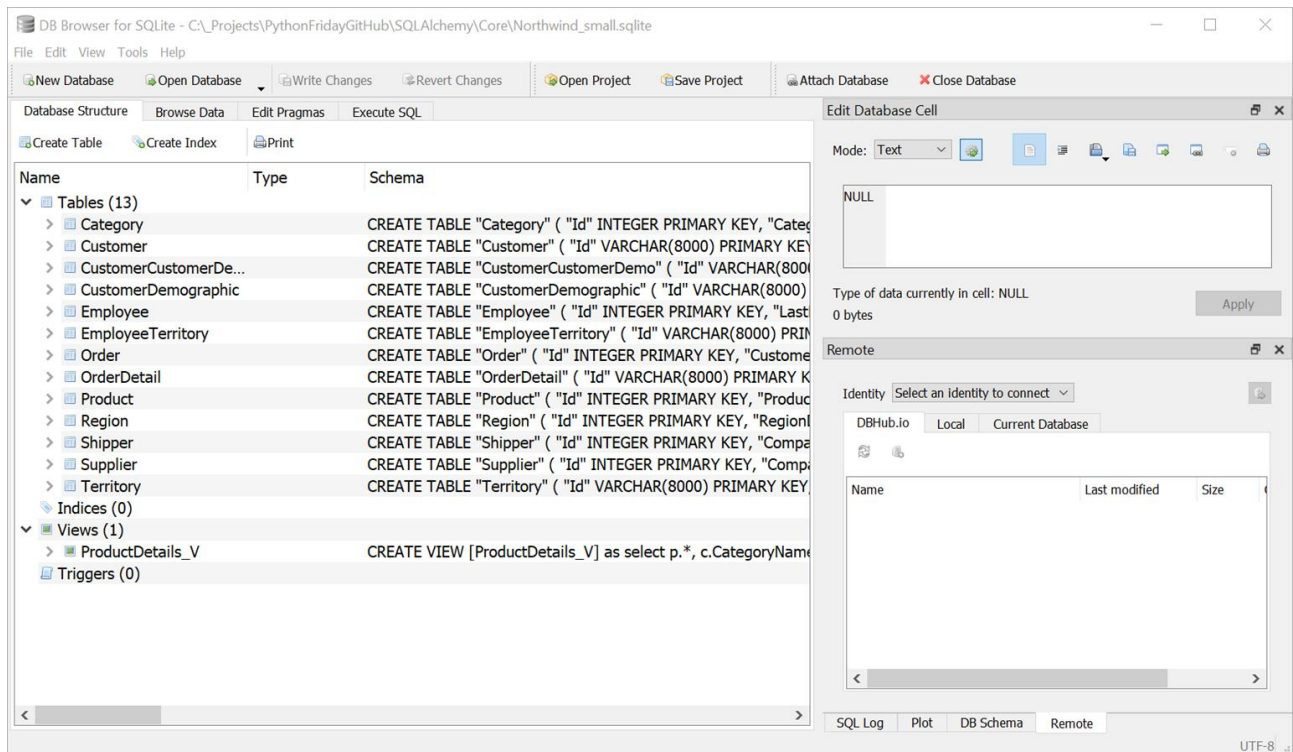 DB Browser for SQLite - C:\_Projects\PythonFridayGitHub\SQLAlchemy\Core\Northwind_small.sqlite
File Edit View Tools Help
New Database Open Database Write Changes Revert Changes Open Project Save Project Attach Database Close Database
Database Structure Browse Data Edit Pragmas Execute SQL
Create Table Create Index Print
Name Type Schema
Tables (13)
Category CREATE TABLE "Category" ( "Id" INTEGER PRIMARY KEY, "Categ
Customer CREATE TABLE "Customer" ( "Id" VARCHAR(8000) PRIMARY KEY
CustomerCustomerDe... CREATE TABLE "CustomerCustomerDemo" ( "Id" VARCHAR(800
CustomerDemographic CREATE TABLE "CustomerDemographic" ( "Id" VARCHAR(8000)
Employee CREATE TABLE "Employee" ( "Id" INTEGER PRIMARY KEY, "Last
EmployeeTerritory CREATE TABLE "EmployeeTerritory" ( "Id" VARCHAR(8000) PRIM
Order CREATE TABLE "Order" ( "Id" INTEGER PRIMARY KEY, "Custome
OrderDetail CREATE TABLE "OrderDetail" ( "Id" VARCHAR(8000) PRIMARY K
Product CREATE TABLE "Product" ( "Id" INTEGER PRIMARY KEY, "Produc
Region CREATE TABLE "Region" ( "Id" INTEGER PRIMARY KEY, "Region
Shipper CREATE TABLE "Shipper" ( "Id" INTEGER PRIMARY KEY, "Compa
Supplier CREATE TABLE "Supplier" ( "Id" INTEGER PRIMARY KEY, "Compa
Territory CREATE TABLE "Territory" ( "Id" VARCHAR(8000) PRIMARY KEY,
Indices (0)
Views (1)
ProductDetails_V CREATE VIEW [ProductDetails_V] as select p.*, c.CategoryName
Triggers (0)
Edit Database Cell
Mode: Text
NULL
Type of data currently in cell: NULL
0 bytes
Apply
Remote
Identity Select an identity to connect
DBHub.io Local Current Database
Name Last modified Size
SQL Log Plot DB Schema Remote
UTF-8